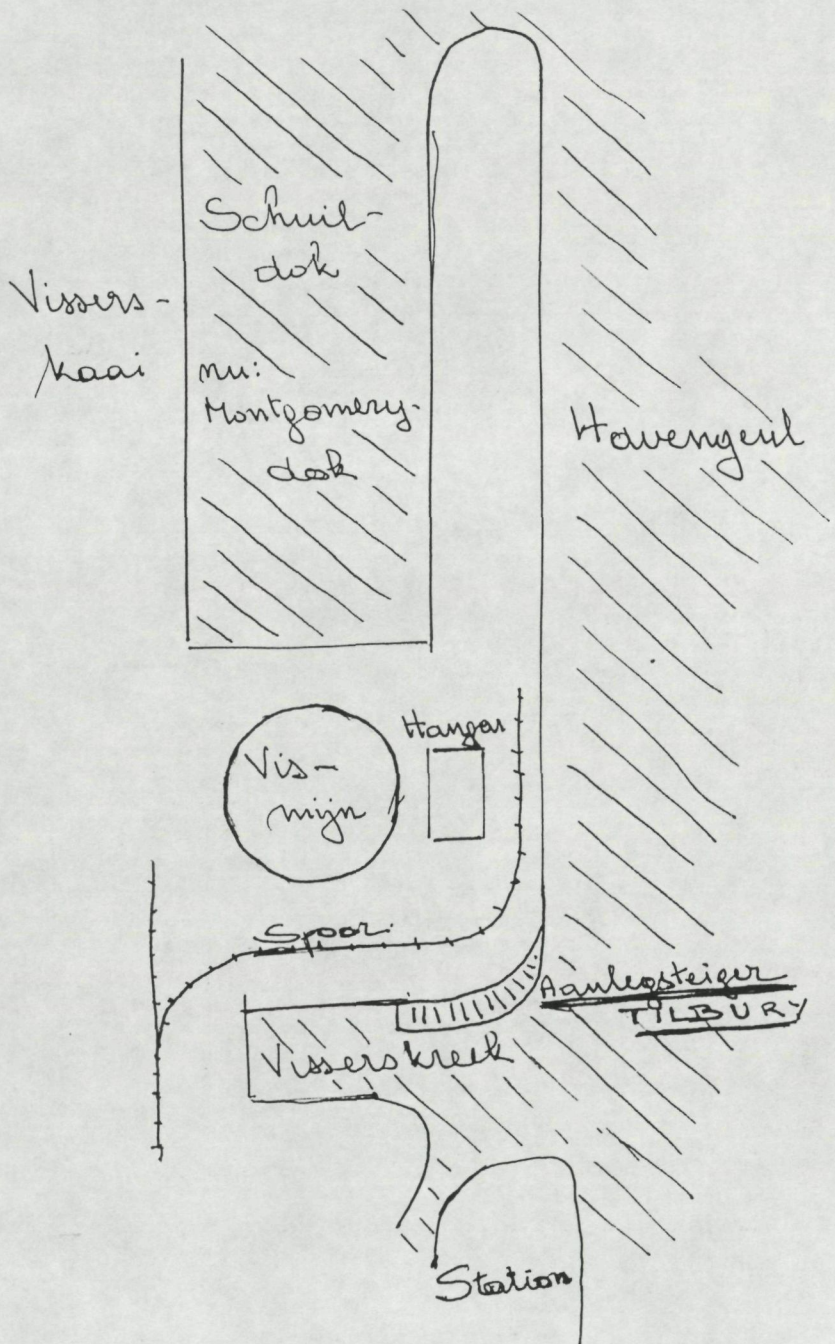 Schuil-
dok
Vissers-
kaai
nu:
Montgomery-
dok
Havengeul
Hangar
Vis-
mijn
Spoor.
Aanlegsteiger
TILBURY
Visserskreek
Station